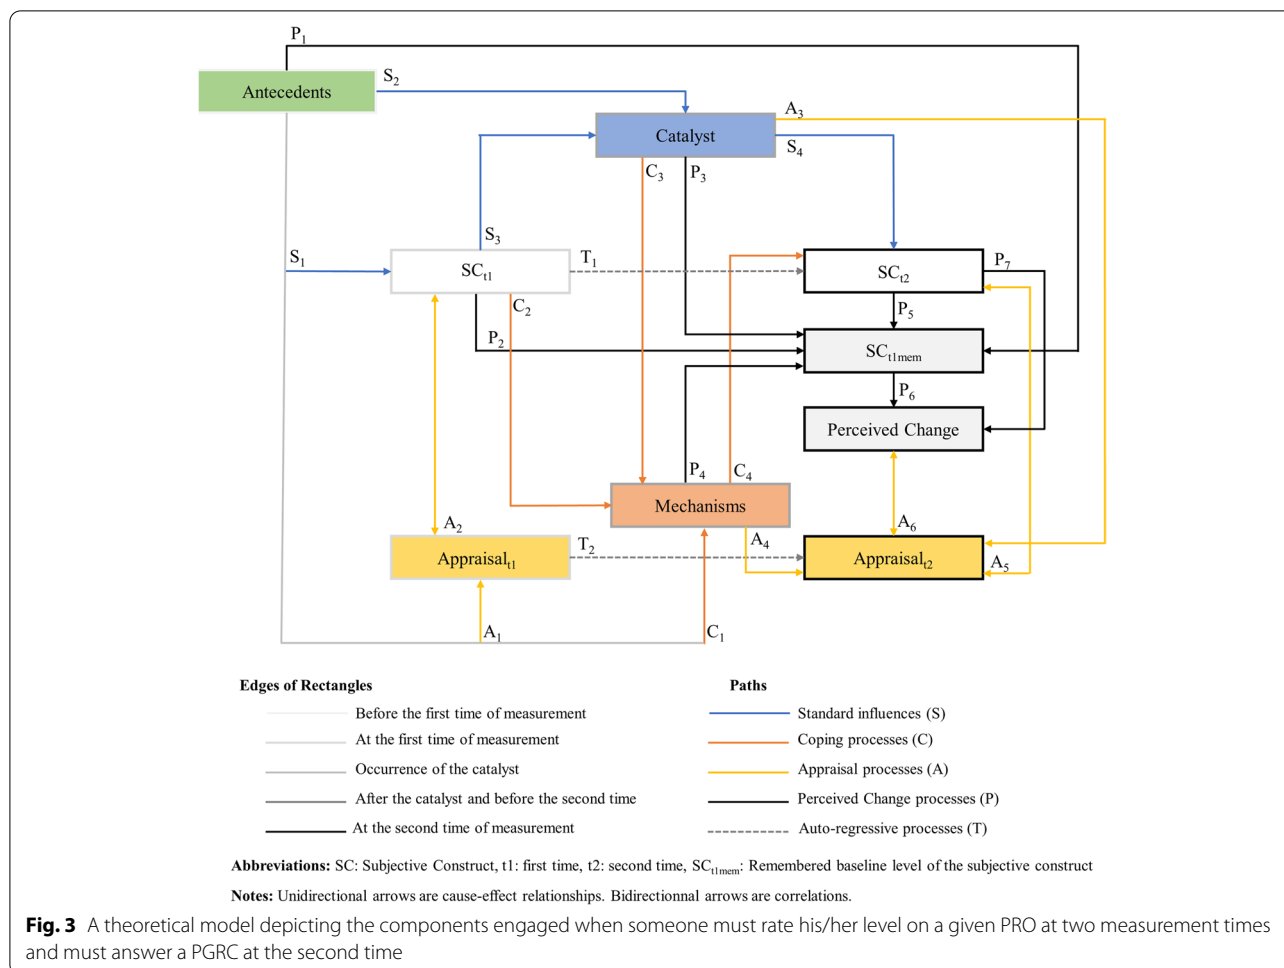 P1
Antecedents
S2
A3
Catalyst
S4
C3
P3
S1
S3
SCt1
T1
SCt2
P7
C2
P5
P2
SCt1mem
P6
Perceived Change
P4
C4
Mechanisms
A2
A4
A6
T2
Appraisalt1
Appraisalt2
A5
A1
C1
Edges of Rectangles
Before the first time of measurement
At the first time of measurement
Occurrence of the catalyst
After the catalyst and before the second time
At the second time of measurement
Paths
Standard influences (S)
Coping processes (C)
Appraisal processes (A)
Perceived Change processes (P)
Auto-regressive processes (T)
Abbreviations: SC: Subjective Construct, t1: first time, t2: second time, SCt1mem: Remembered baseline level of the subjective construct
Notes: Unidirectional arrows are cause-effect relationships. Bidirectionnal arrows are correlations.
Fig. 3 A theoretical model depicting the components engaged when someone must rate his/her level on a given PRO at two measurement times
and must answer a PGRC at the second time